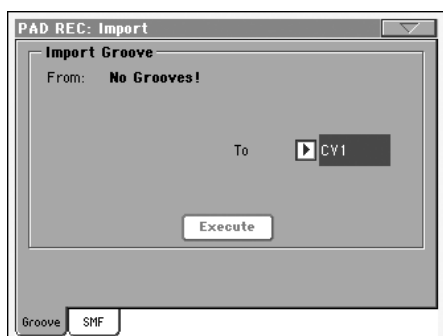 PAD REC: Import
Import Groove
From: No Grooves!
To CV1
Execute
Groove SMF